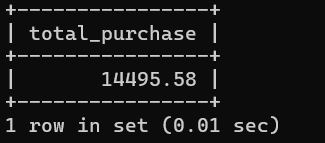 +----------------+
| total_purchase |
+----------------+
|       14495.58 |
+----------------+
1 row in set (0.01 sec)